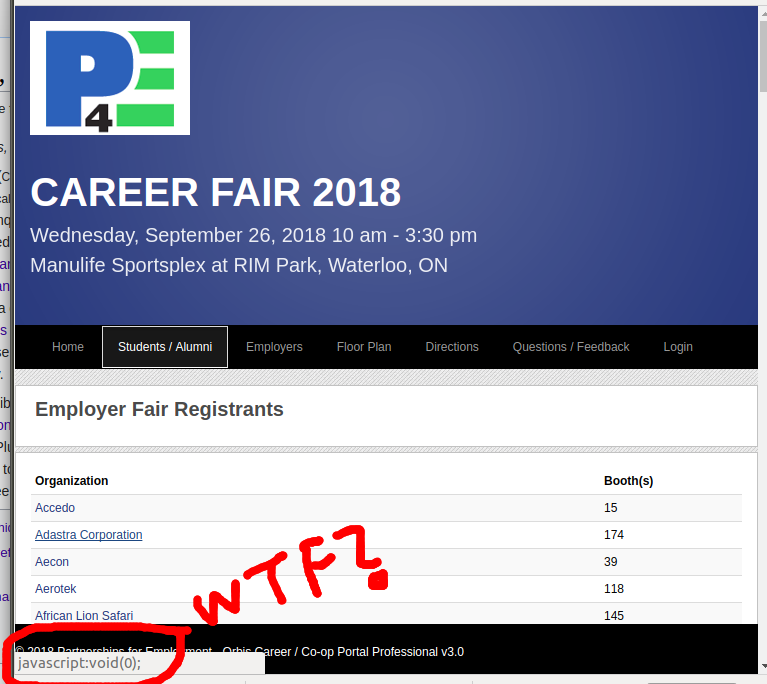 P
4
E
CAREER FAIR 2018
Wednesday, September 26, 2018 10 am - 3:30 pm
Manulife Sportsplex at RIM Park, Waterloo, ON
Home Students / Alumni Employers Floor Plan Directions Questions / Feedback Login
Employer Fair Registrants
Organization Booth(s)
Accedo 15
Adastra Corporation 174
Aecon 39
Aerotek 118
African Lion Safari 145
WTF?
© 2018 Partnerships for Employment - Orbis Career / Co-op Portal Professional v3.0
javascript:void(0);